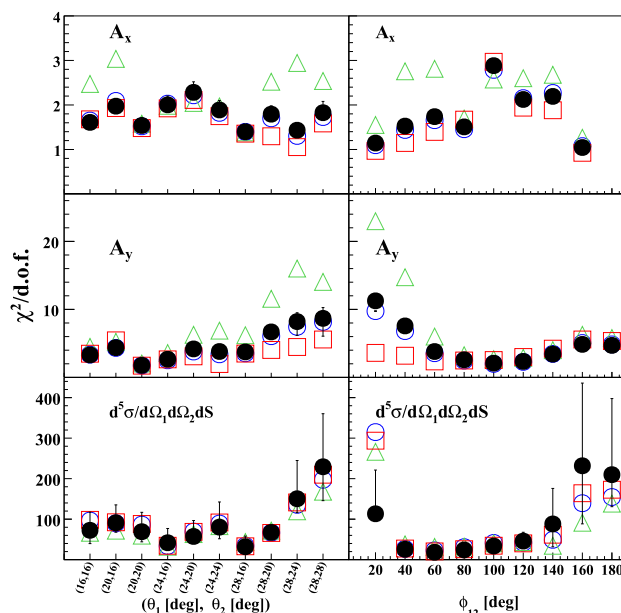 4
3
2
1
A_x
A_x
χ²/d.o.f.
20
10
A_y
A_y
400
300
200
100
d⁵σ/dΩ₁dΩ₂dS
d⁵σ/dΩ₁dΩ₂dS
(16,16) (20,16) (20,20) (24,16) (24,20) (24,24) (28,16) (28,20) (28,24) (28,28)
20 40 60 80 100 120 140 160 180
(θ₁ [deg], θ₂ [deg])
ϕ₁₂ [deg]